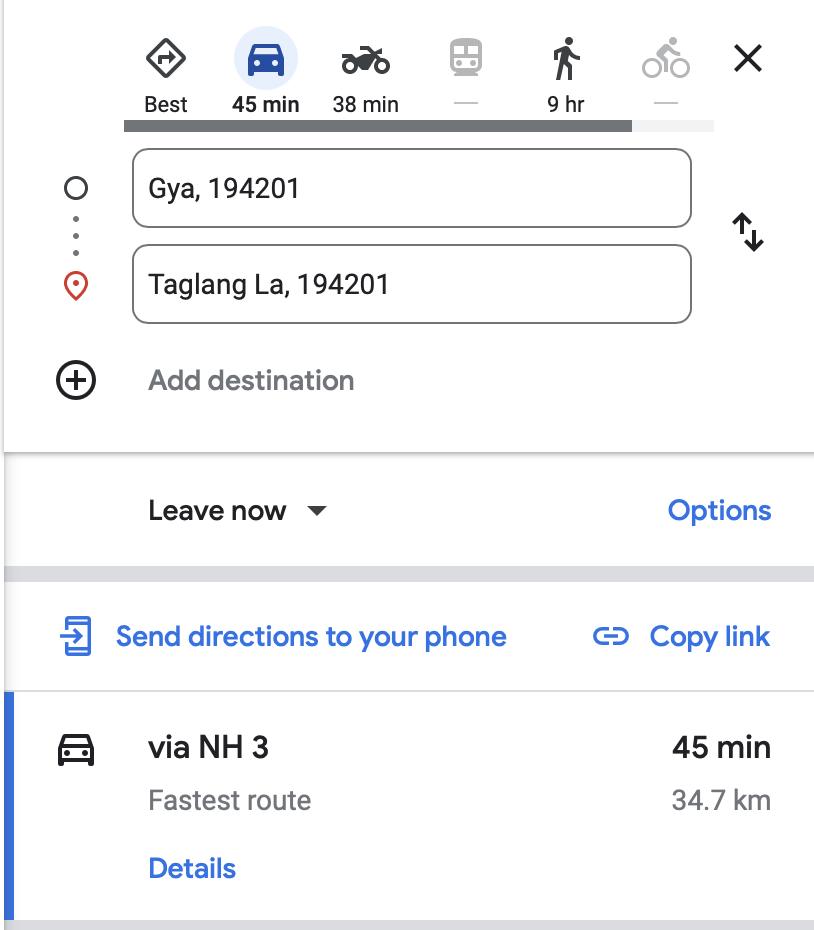 Best 45 min 38 min — 9 hr —
Gya, 194201
Taglang La, 194201
Add destination
Leave now Options
Send directions to your phone Copy link
via NH 3 45 min
Fastest route 34.7 km
Details